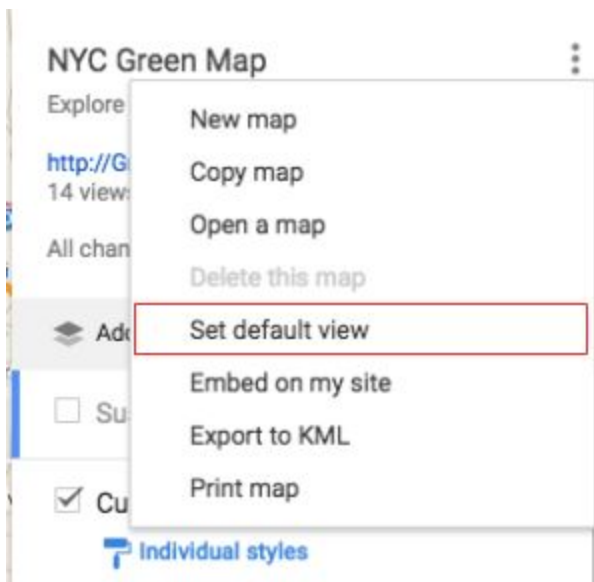 NYC Green Map
Explore
New map
http://G
Copy map
14 view
Open a map
All chan
Delete this map
Add
Set default view
Embed on my site
Su
Export to KML
Cu
Print map
Individual styles